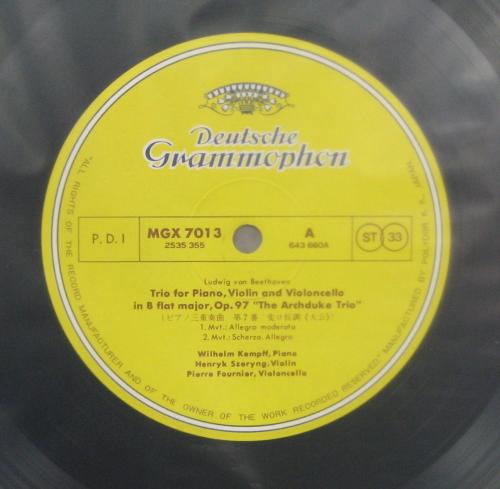 Deutsche
Grammophon
P.D.I
MGX 7013
2535 355
A
643 660A
ST 33
Ludwig van Beethoven
Trio for Piano, Violin and Violoncello
in B flat major, Op. 97 "The Archduke Trio"
(ピアノ三重奏曲 第7番 変ロ長調《大公》)
1. Mvt.: Allegro moderato
2. Mvt.: Scherzo. Allegro
Wilhelm Kempff, Piano
Henryk Szeryng, Violin
Pierre Fournier, Violoncello
"ALL RIGHTS OF THE RECORD MANUFACTURER AND OF THE OWNER OF THE WORK RECORDED RESERVED." MANUFACTURED BY POLYDOR K.K., JAPAN